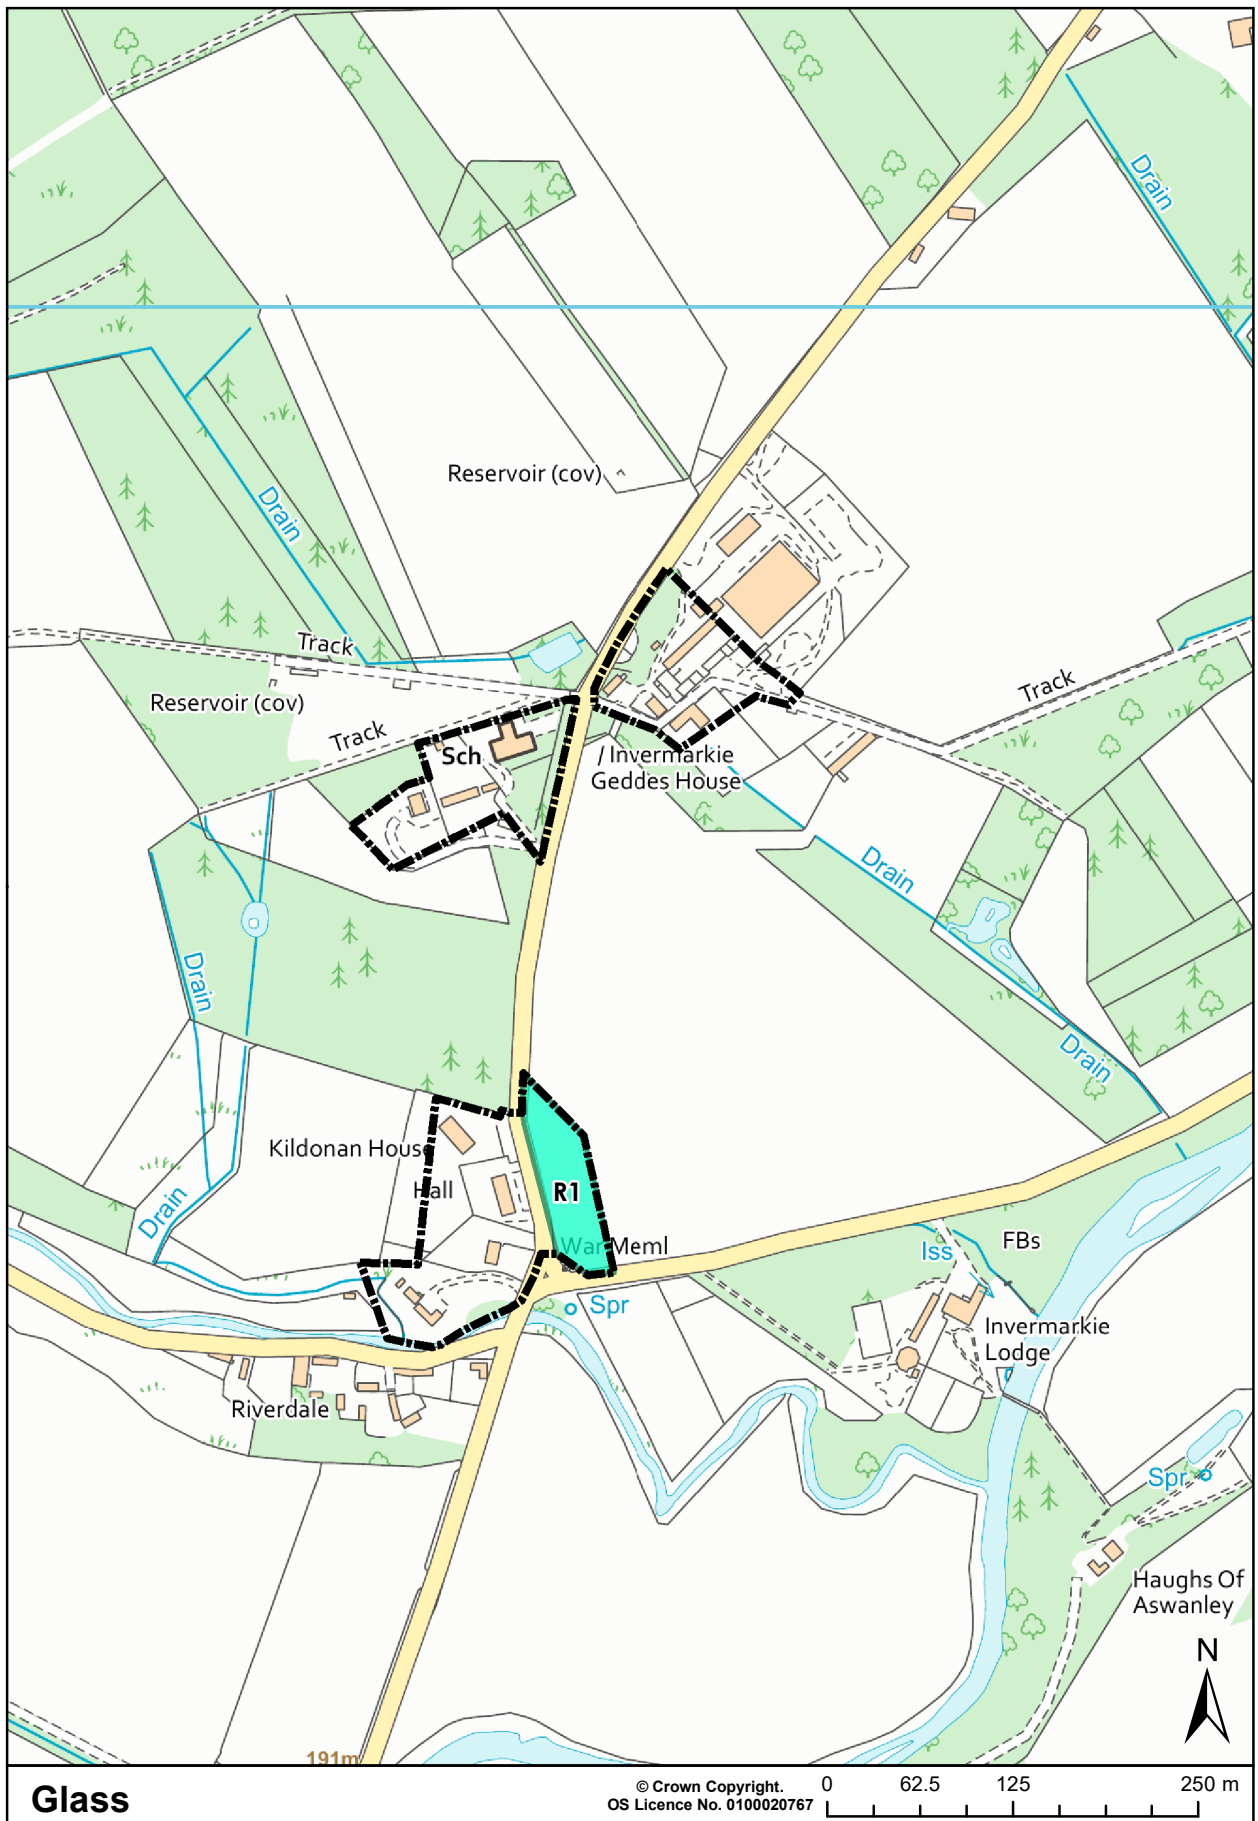 Drain
Reservoir (cov)
Drain
Track
Reservoir (cov)
Track
Track
Sch
/ Invermarkie
Geddes House
Drain
Drain
Drain
Kildonan House
Hall
R1
Drain
War Meml
Iss
FBs
Spr
Invermarkie
Lodge
Riverdale
Spr
Haughs Of
Aswanley
N
191m
Glass
© Crown Copyright.
OS Licence No. 0100020767
0 62.5 125 250 m